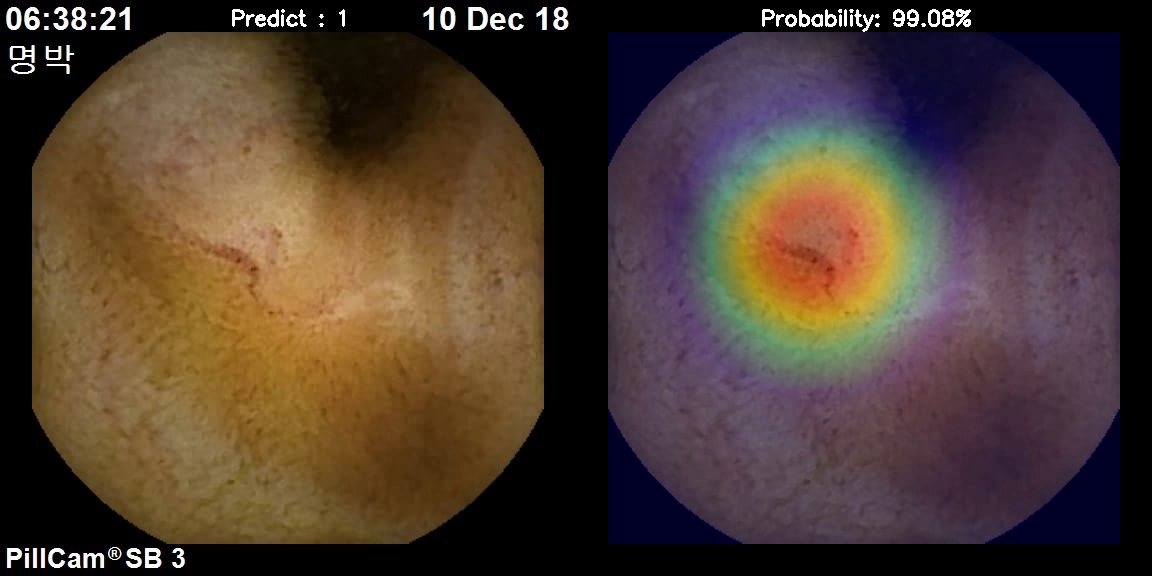 06:38:21 Predict : 1 10 Dec 18 Probability: 99.08%
명박
PillCam® SB 3